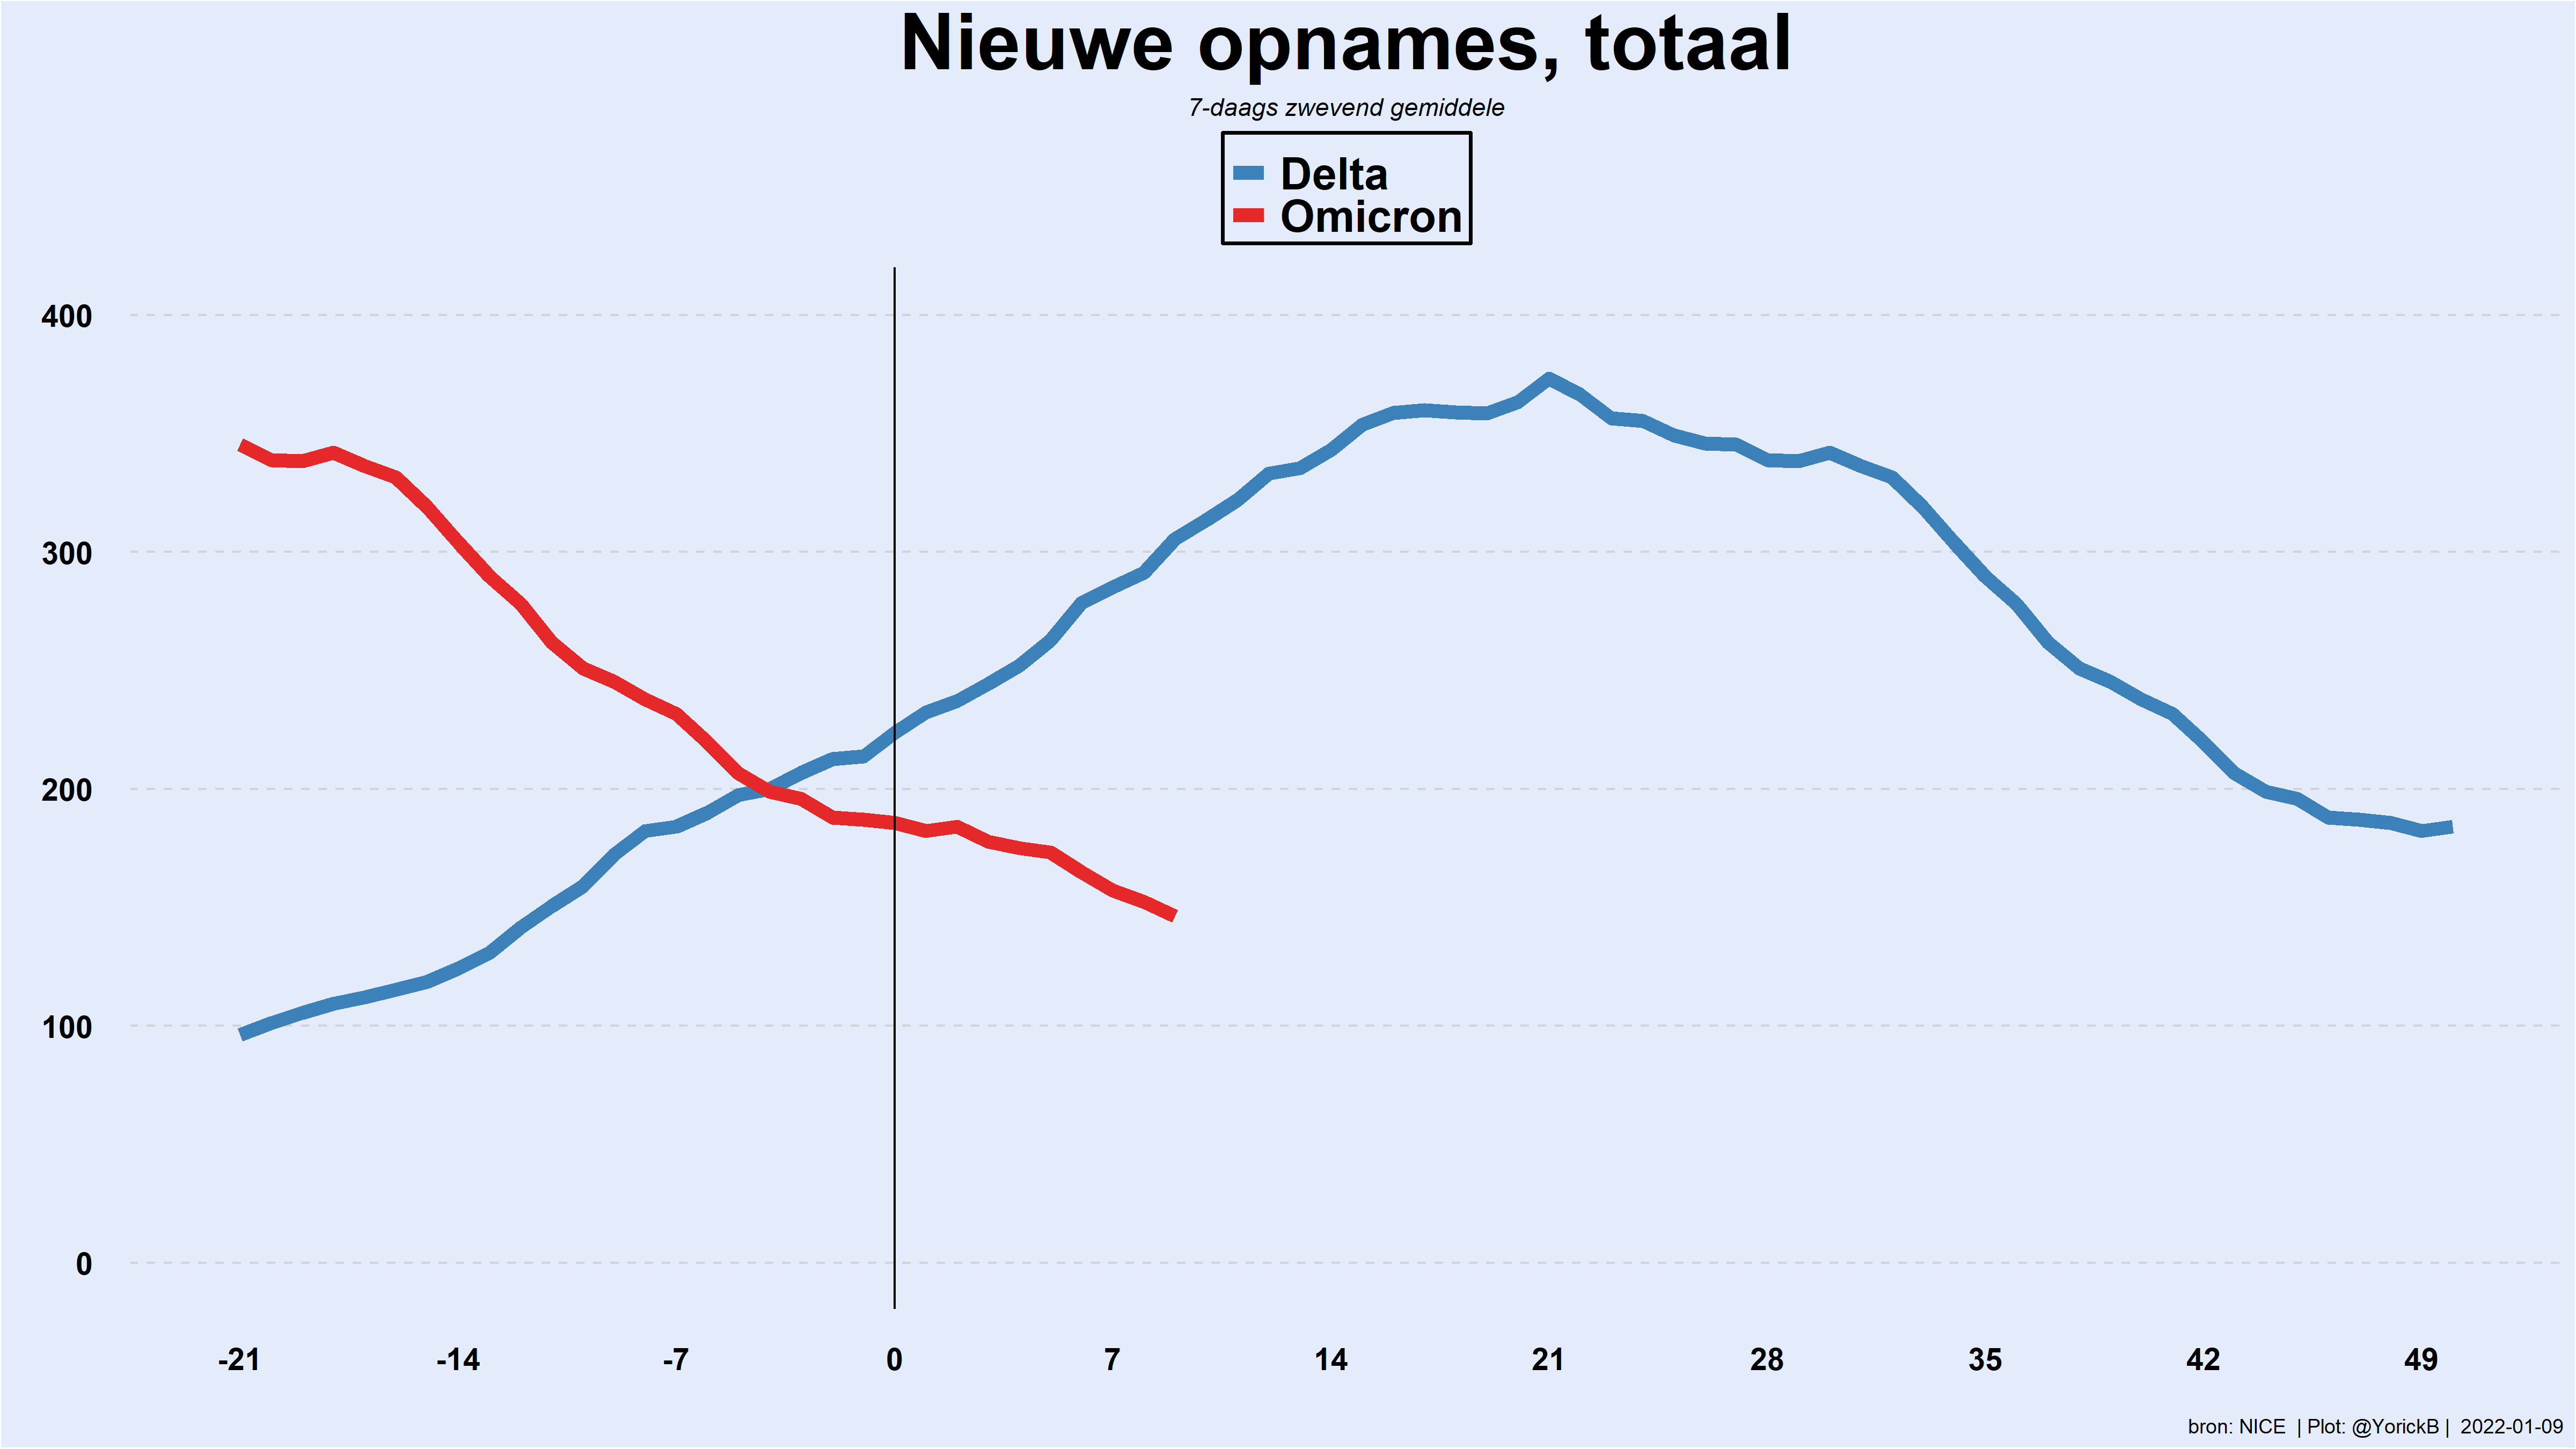 Nieuwe opnames, totaal
7-daags zwevend gemiddele
Delta
Omicron
400
300
200
100
0
-21 -14 -7 0 7 14 21 28 35 42 49
bron: NICE | Plot: @YorickB | 2022-01-09